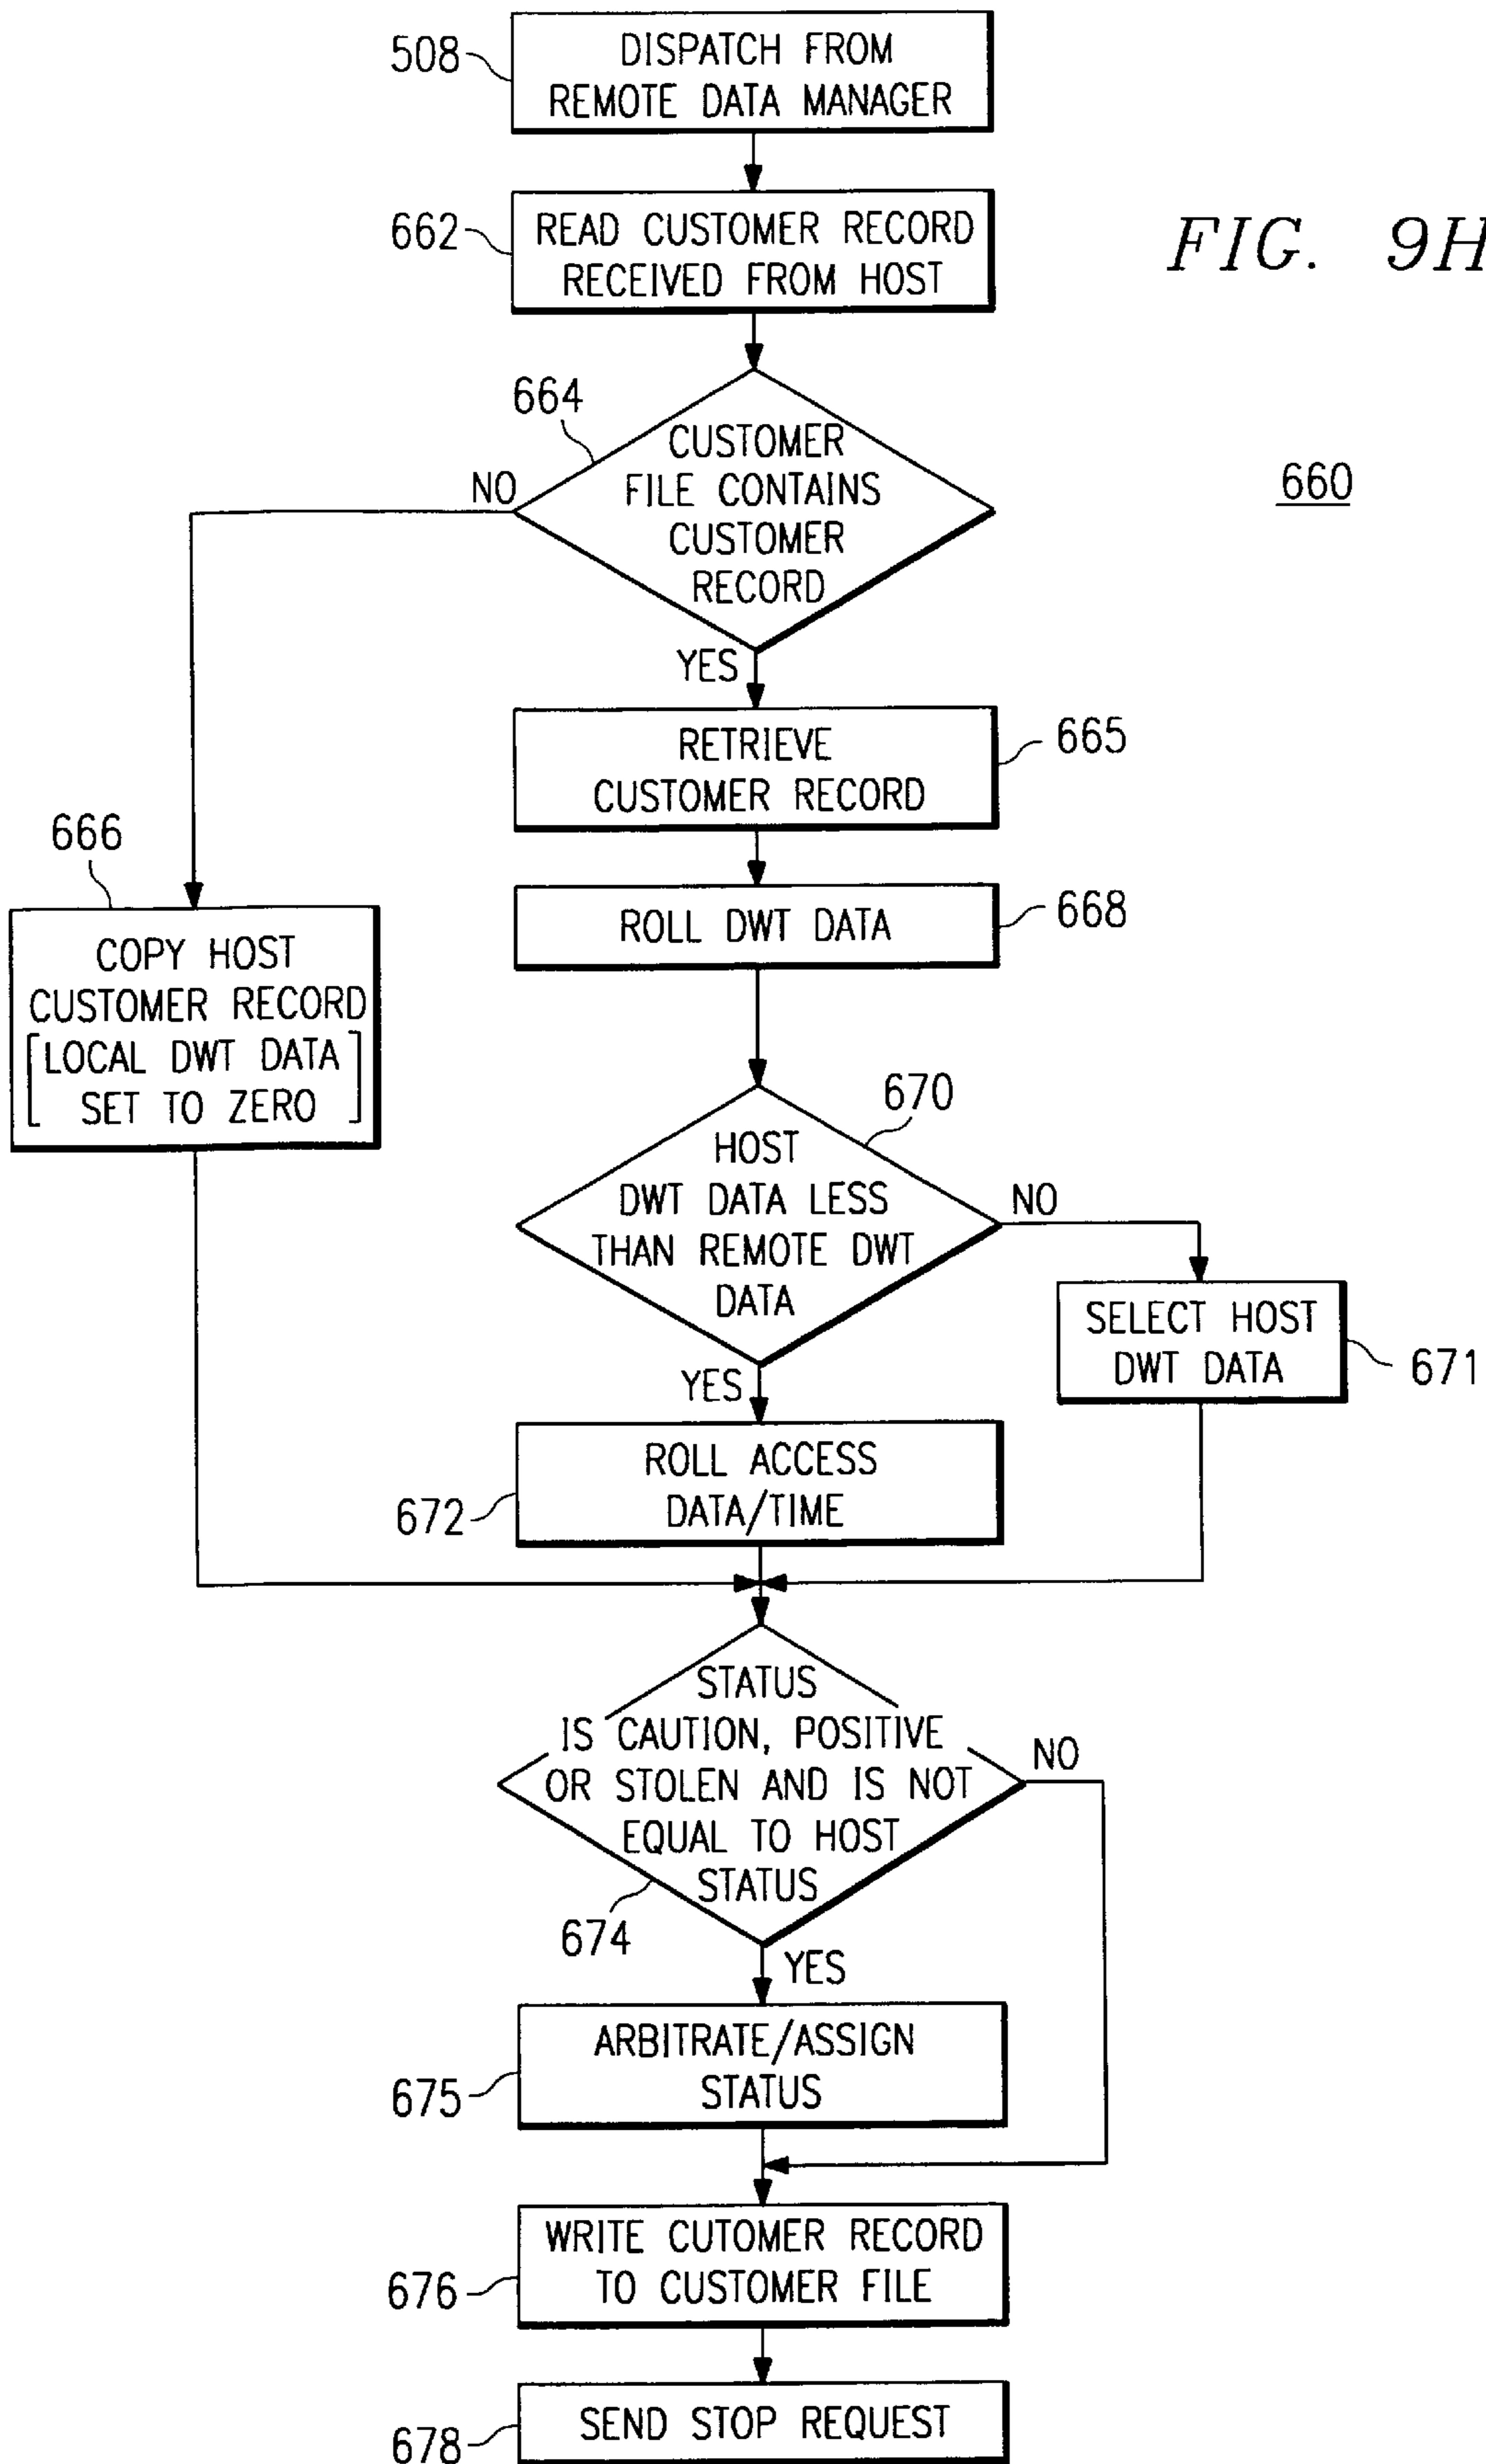 508
DISPATCH FROM
REMOTE DATA MANAGER
662
READ CUSTOMER RECORD
RECEIVED FROM HOST
FIG. 9H
664
CUSTOMER
FILE CONTAINS
CUSTOMER
RECORD
NO
660
YES
RETRIEVE
CUSTOMER RECORD
665
666
ROLL DWT DATA
668
COPY HOST
CUSTOMER RECORD
[LOCAL DWT DATA
SET TO ZERO]
670
HOST
DWT DATA LESS
THAN REMOTE DWT
DATA
NO
SELECT HOST
DWT DATA
671
YES
ROLL ACCESS
DATA/TIME
672
STATUS
IS CAUTION, POSITIVE
OR STOLEN AND IS NOT
EQUAL TO HOST
STATUS
NO
674
YES
ARBITRATE/ASSIGN
STATUS
675
WRITE CUTOMER RECORD
TO CUSTOMER FILE
676
SEND STOP REQUEST
678